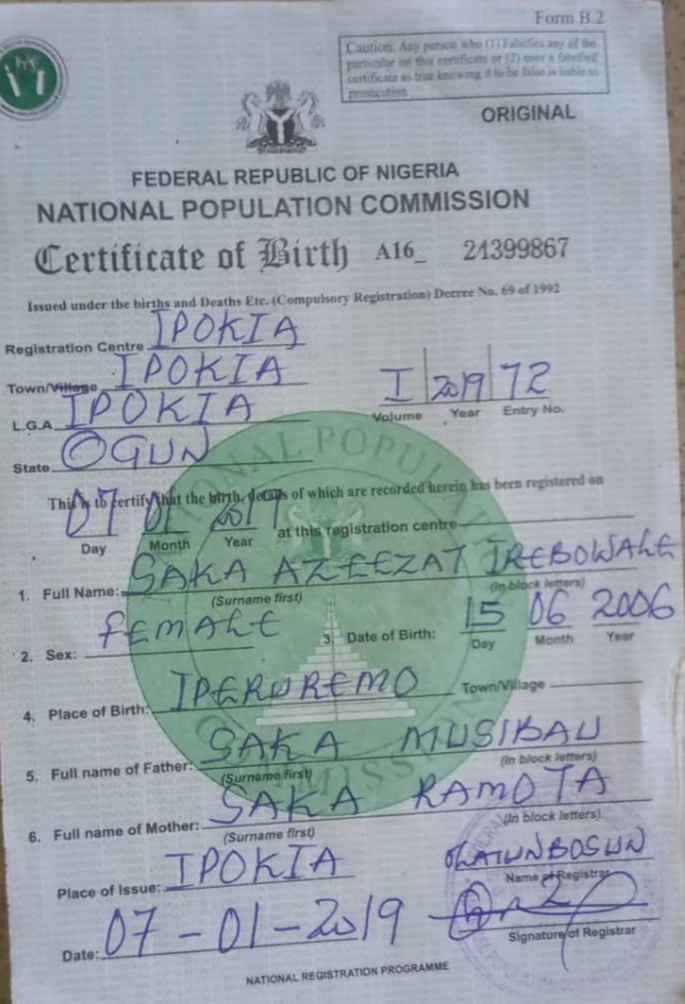 Form B.2
Caution: Any person who (1) Falsifies any of the
particular on this certificate or (2) uses a falsified
certificate as true knowing it to be false is liable to
prosecution
ORIGINAL
FEDERAL REPUBLIC OF NIGERIA
NATIONAL POPULATION COMMISSION
Certificate of Birth A16_ 21399867
Issued under the births and Deaths Etc. (Compulsory Registration) Decree No. 69 of 1992
Registration Centre IPOKIA
Town/Village IPOKIA
L.G.A IPOKIA
I 2019 72
Volume Year Entry No.
State OGUN
This is to certify that the birth, details of which are recorded herein has been registered on
07 01 2019 at this registration centre
Day Month Year
1. Full Name: SAKA AZEEZAT IREBOWALE
(Surname first) (In block letters)
2. Sex: FEMALE 3. Date of Birth: 15 06 2006
Day Month Year
4. Place of Birth: IPERUREMO Town/Village
5. Full name of Father: SAKA MUSIBAU
(Surname first) (In block letters)
6. Full name of Mother: SAKA RAMOTA
(Surname first) (In block letters)
Place of Issue: IPOKIA OLATUNBOSUN
Name of Registrar
Date: 07-01-2019
Signature of Registrar
NATIONAL REGISTRATION PROGRAMME